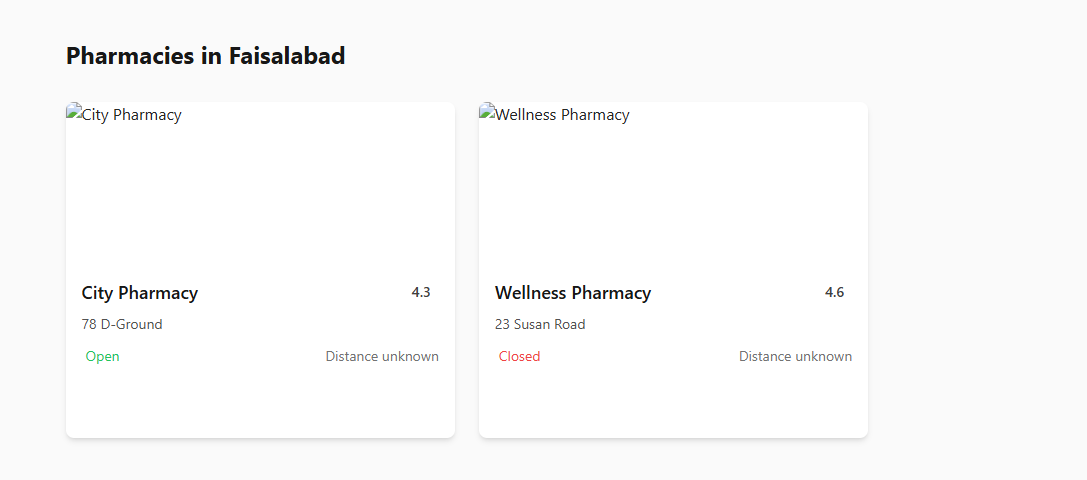 Pharmacies in Faisalabad
City Pharmacy
Wellness Pharmacy
City Pharmacy 4.3
78 D-Ground
Open Distance unknown
Wellness Pharmacy 4.6
23 Susan Road
Closed Distance unknown